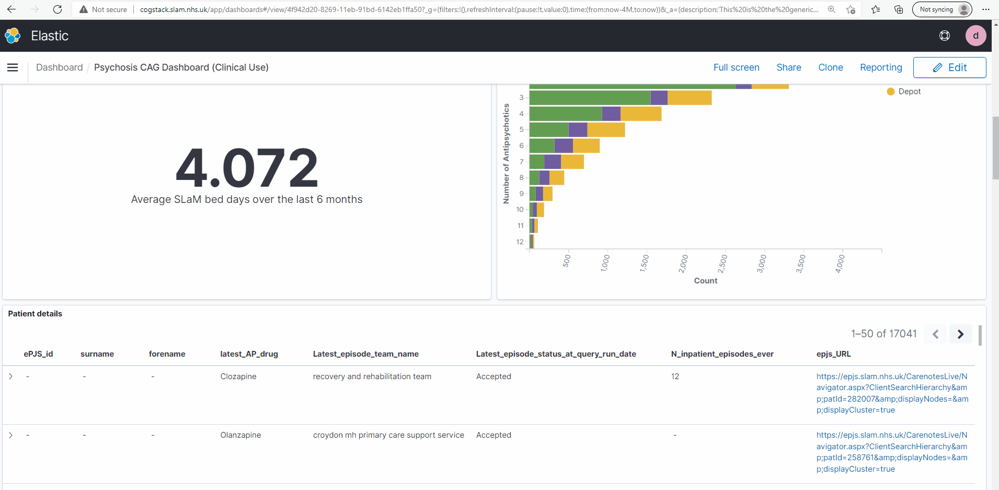 Not secure
cogstack.slam.nhs.uk/app/dashboards#/view/4f942d20-8269-11eb-91bd-6142eb1ffa50?_g=(filters:!(),refreshInterval:(pause:!t,value:0),time:(from:now-4M,to:now))&_a=(description:'This%20is%20the%20generic...
Not syncing
Elastic
d
Dashboard / Psychosis CAG Dashboard (Clinical Use)
Full screen
Share
Clone
Reporting
Edit
4.072
Average SLaM bed days over the last 6 months
Number of Antipsychotics
3
4
5
6
7
8
9
10
11
12
500
1,000
1,500
2,000
2,500
3,000
3,500
4,000
Count
Depot
Patient details
1–50 of 17041
ePJS_id surname forename latest_AP_drug Latest_episode_team_name Latest_episode_status_at_query_run_date N_inpatient_episodes_ever epjs_URL
- - - Clozapine recovery and rehabilitation team Accepted 12 https://epjs.slam.nhs.uk/CarenotesLive/N
avigator.aspx?ClientSearchHierarchy&am
p;patId=282007&amp;displayNodes=&am
p;displayCluster=true
- - - Olanzapine croydon mh primary care support service Accepted - https://epjs.slam.nhs.uk/CarenotesLive/N
avigator.aspx?ClientSearchHierarchy&am
p;patId=258761&amp;displayNodes=&am
p;displayCluster=true